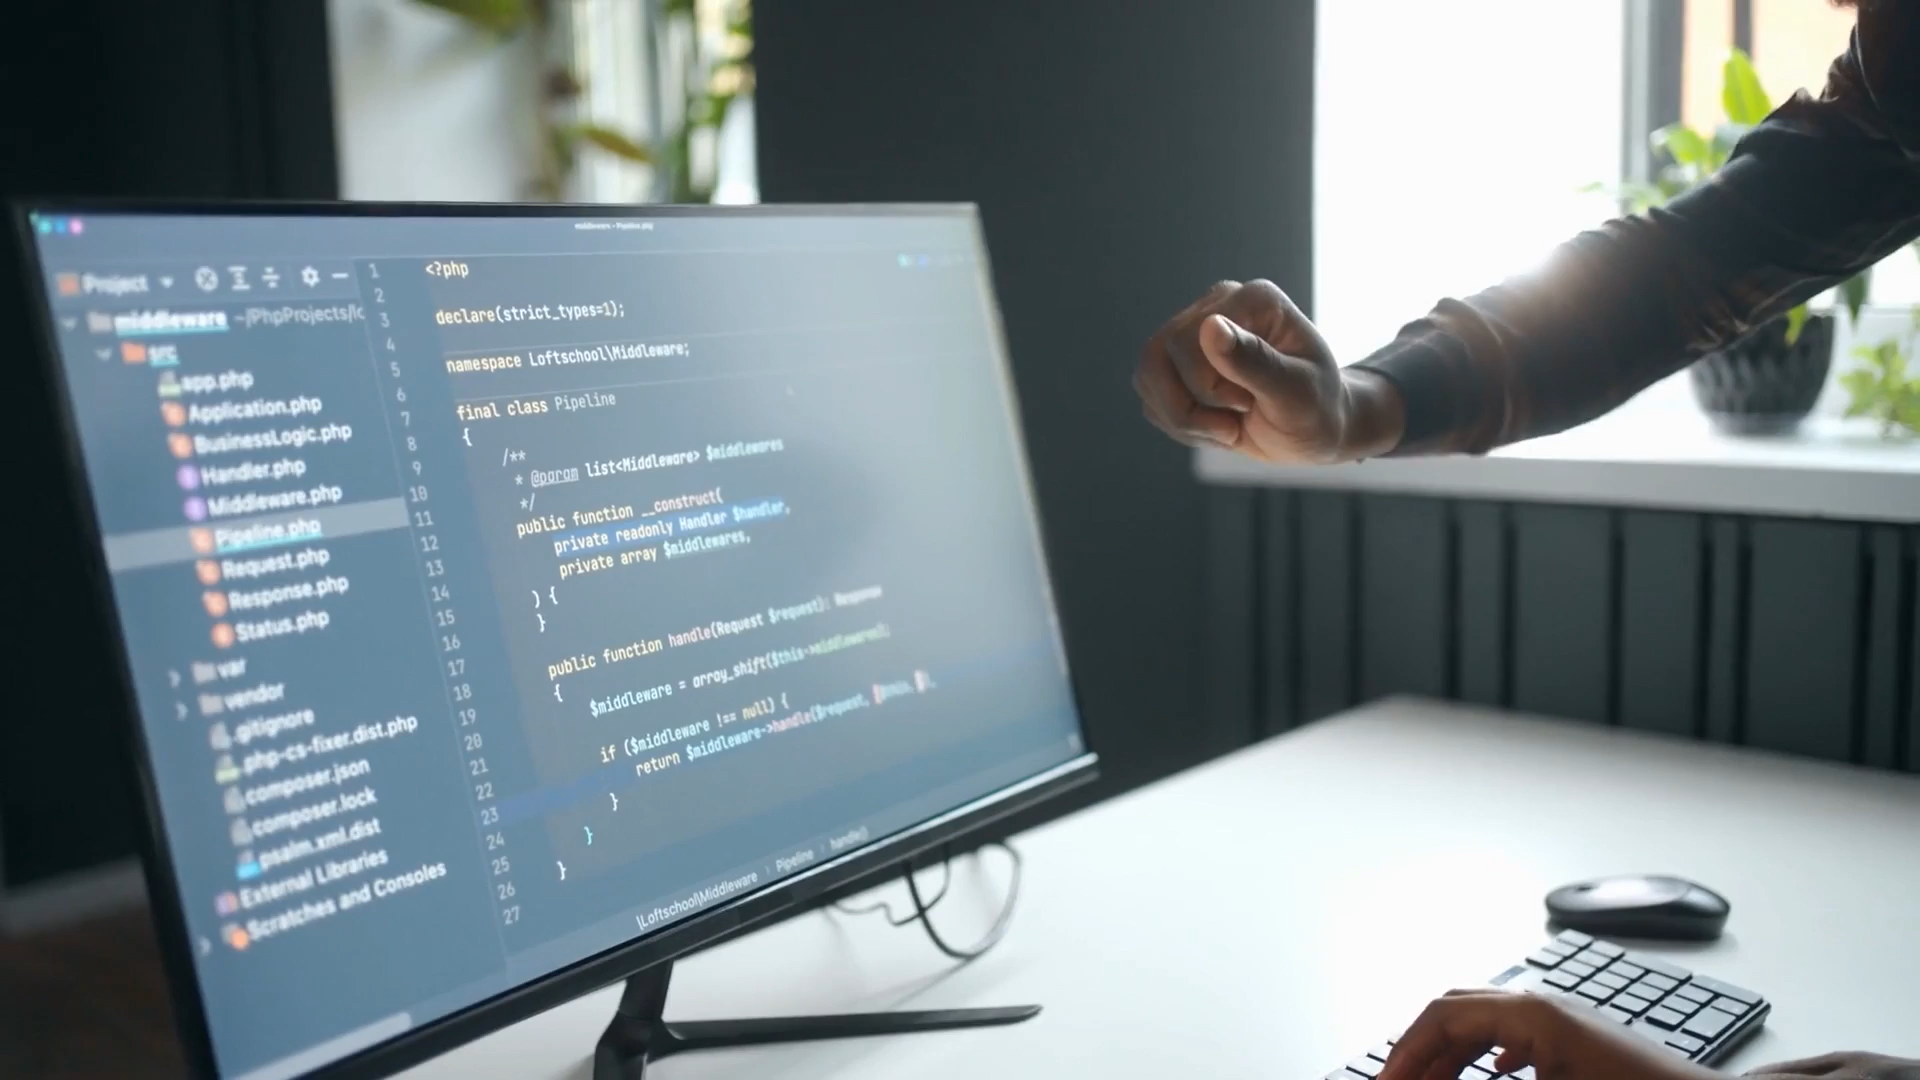 middleware – Pipeline.php
Project
middleware ~/PhpProjects/lo
src
app.php
Application.php
BusinessLogic.php
Handler.php
Middleware.php
Pipeline.php
Request.php
Response.php
Status.php
var
vendor
.gitignore
.php-cs-fixer.dist.php
composer.json
composer.lock
psalm.xml.dist
External Libraries
Scratches and Consoles
1 <?php
2
3 declare(strict_types=1);
4
5 namespace Loftschool\Middleware;
6
7 final class Pipeline
8 {
9 /**
10 * @param list<Middleware> $middlewares
11 */
12 public function __construct(
13 private readonly Handler $handler,
14 private array $middlewares,
15 ) {
16 }
17
18 public function handle(Request $request): Response
19 {
20 $middleware = array_shift($this->middlewares);
21
22 if ($middleware !== null) {
23 return $middleware->handle($request,
24 }
25 }
26 }
27
\Loftschool\Middleware › Pipeline › handle()